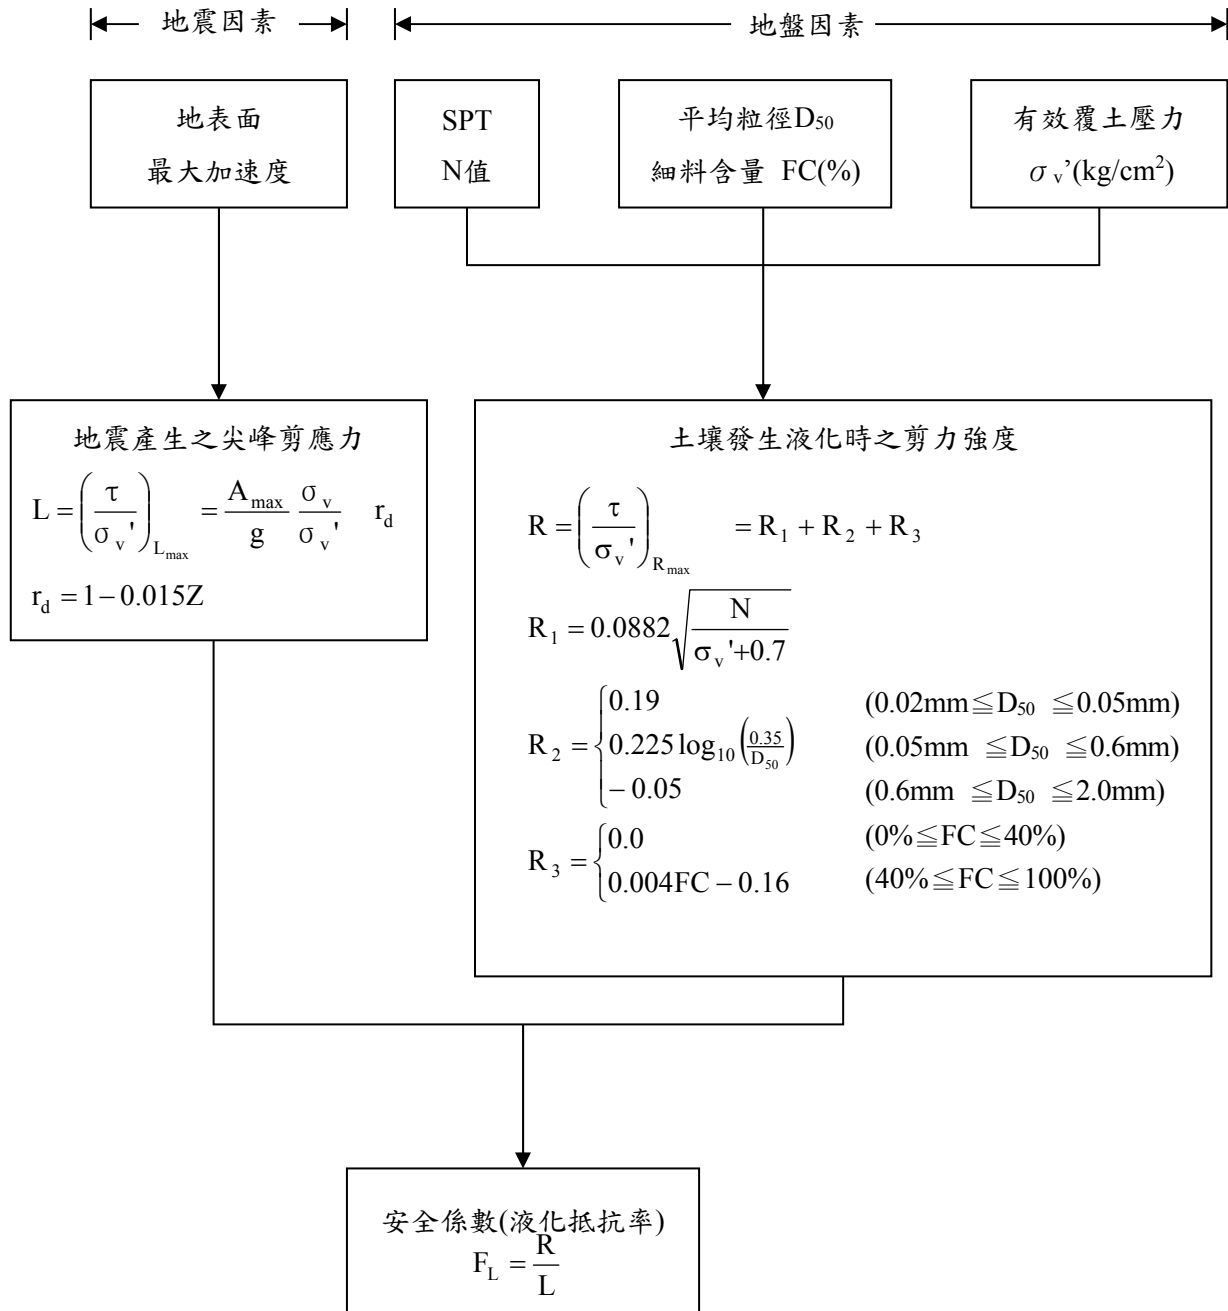 地震因素
地盤因素
地表面
最大加速度
SPT
N值
平均粒徑D₅₀
細料含量 FC(%)
有效覆土壓力
σᵥ’(kg/cm²)
地震產生之尖峰剪應力
L = (τ/σᵥ')_Lmax = A_max/g σᵥ/σᵥ' r_d
r_d = 1−0.015Z
土壤發生液化時之剪力強度
R = (τ/σᵥ')_Rmax = R₁ + R₂ + R₃
R₁ = 0.0882√(N/(σᵥ'+0.7))
R₂ = { 0.19 (0.02mm≦D₅₀ ≦0.05mm)
0.225 log₁₀(0.35/D₅₀) (0.05mm ≦D₅₀ ≦0.6mm)
−0.05 (0.6mm ≦D₅₀ ≦2.0mm)
R₃ = { 0.0 (0%≦FC≦40%)
0.004FC − 0.16 (40%≦FC≦100%)
安全係數(液化抵抗率)
F_L = R/L